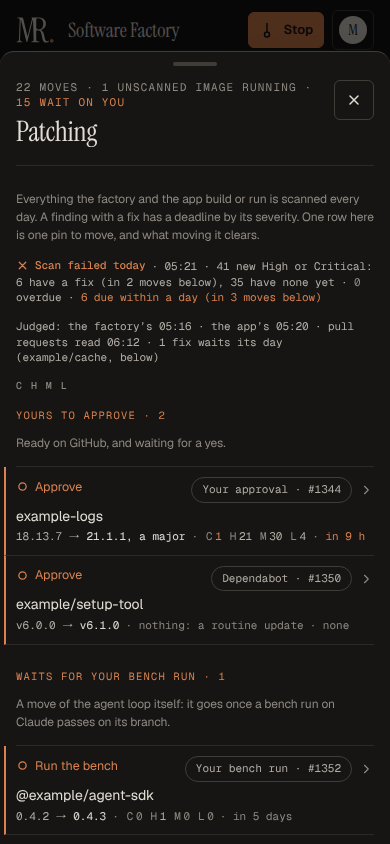 MR. Software Factory
Stop
M
22 MOVES · 1 UNSCANNED IMAGE RUNNING ·
15 WAIT ON YOU
Patching
Everything the factory and the app build or run is scanned every
day. A finding with a fix has a deadline by its severity. One row here
is one pin to move, and what moving it clears.
× Scan failed today · 05:21 · 41 new High or Critical:
6 have a fix (in 2 moves below), 35 have none yet · 0
overdue · 6 due within a day (in 3 moves below)
Judged: the factory's 05:16 · the app's 05:20 · pull
requests read 06:12 · 1 fix waits its day
(example/cache, below)
C H M L
YOURS TO APPROVE · 2
Ready on GitHub, and waiting for a yes.
Approve
Your approval · #1344
example-logs
18.13.7 → 21.1.1, a major · C1 H21 M30 L4 · in 9 h
Approve
Dependabot · #1350
example/setup-tool
v6.0.0 → v6.1.0 · nothing: a routine update · none
WAITS FOR YOUR BENCH RUN · 1
A move of the agent loop itself: it goes once a bench run on
Claude passes on its branch.
Run the bench
Your bench run · #1352
@example/agent-sdk
0.4.2 → 0.4.3 · C0 H1 M0 L0 · in 5 days